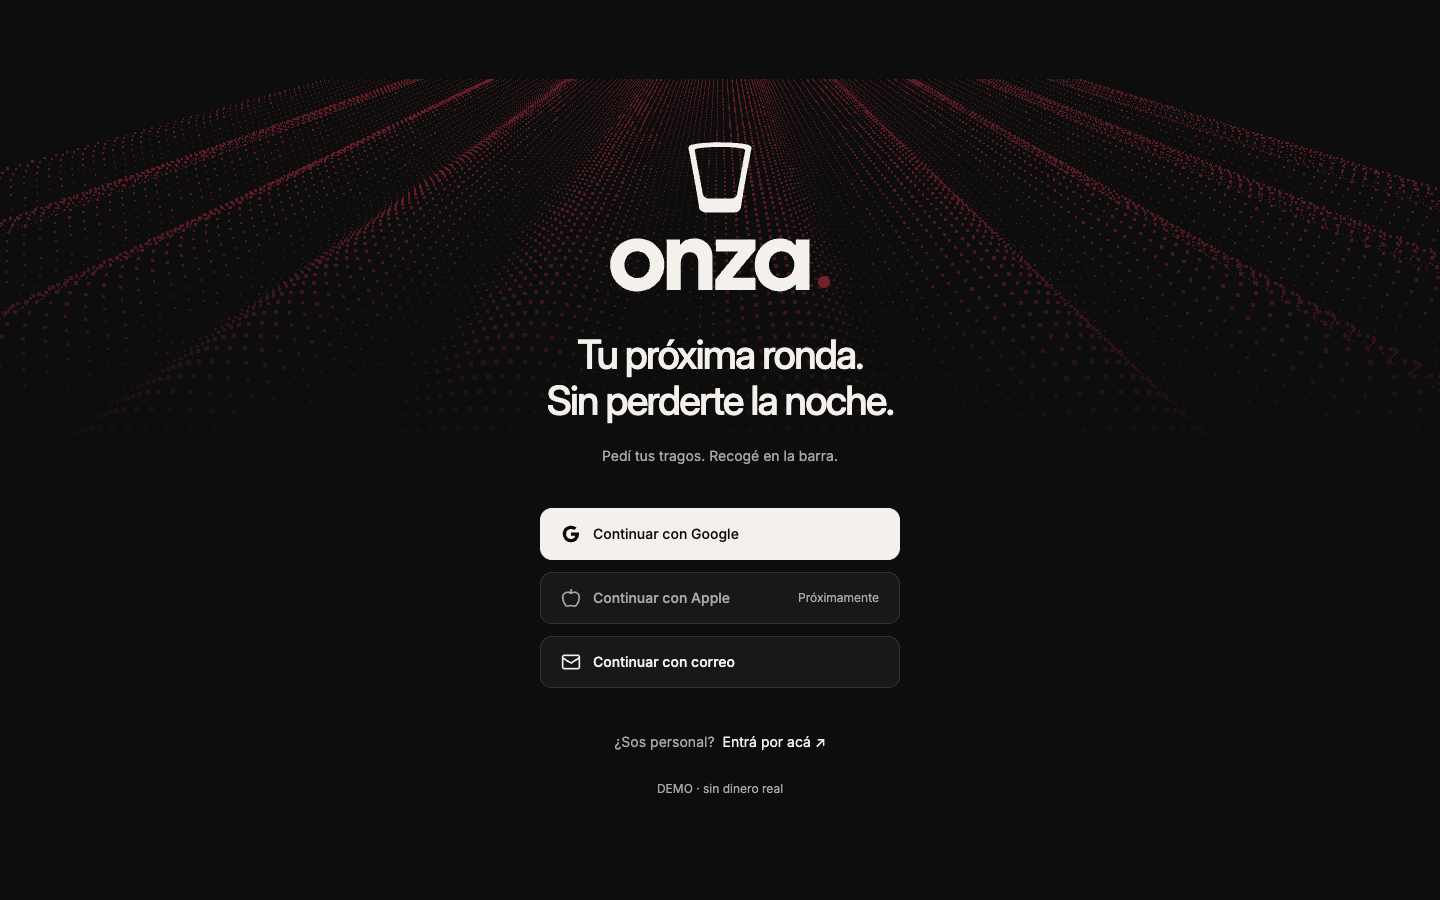 onza.
Tu próxima ronda.
Sin perderte la noche.
Pedí tus tragos. Recogé en la barra.
Continuar con Google
Continuar con Apple Próximamente
Continuar con correo
¿Sos personal? Entrá por acá ↗
DEMO · sin dinero real